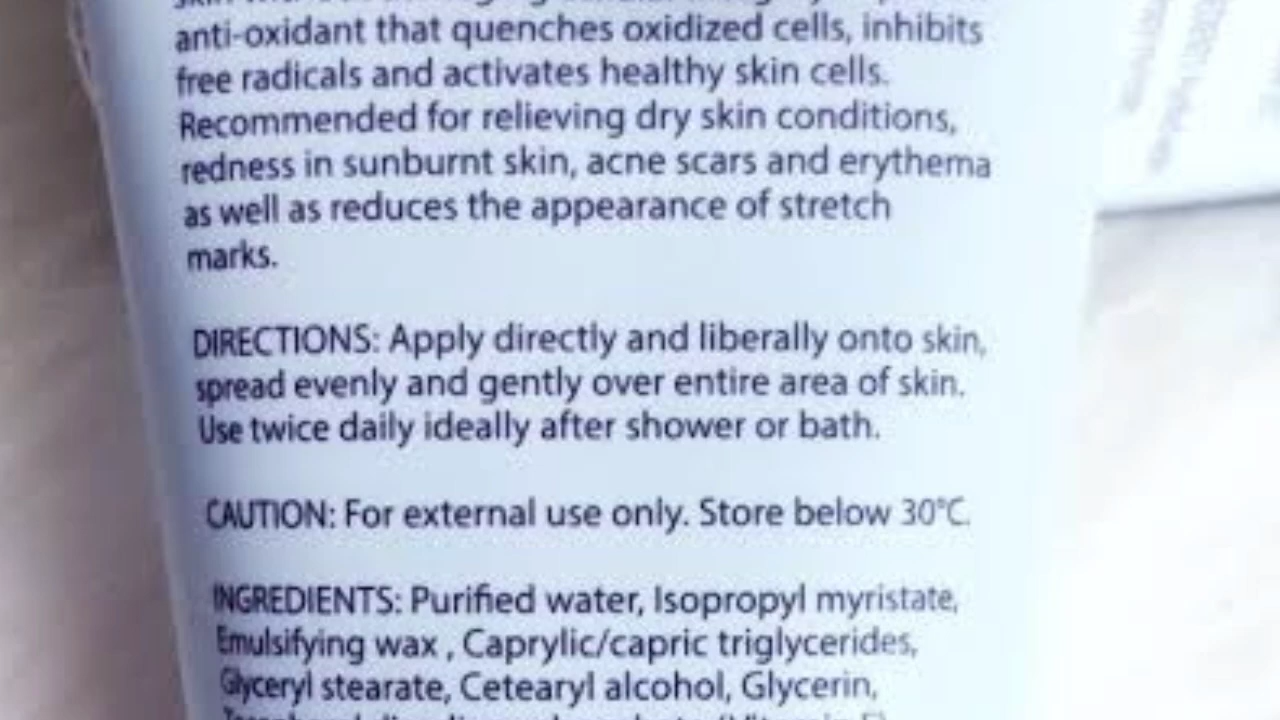 anti-oxidant that quenches oxidized cells, inhibits
free radicals and activates healthy skin cells.
Recommended for relieving dry skin conditions,
redness in sunburnt skin, acne scars and erythema
as well as reduces the appearance of stretch
marks.
DIRECTIONS: Apply directly and liberally onto skin,
spread evenly and gently over entire area of skin.
Use twice daily ideally after shower or bath.
CAUTION: For external use only. Store below 30°C.
INGREDIENTS: Purified water, Isopropyl myristate,
Emulsifying wax , Caprylic/capric triglycerides,
Glyceryl stearate, Cetearyl alcohol, Glycerin,